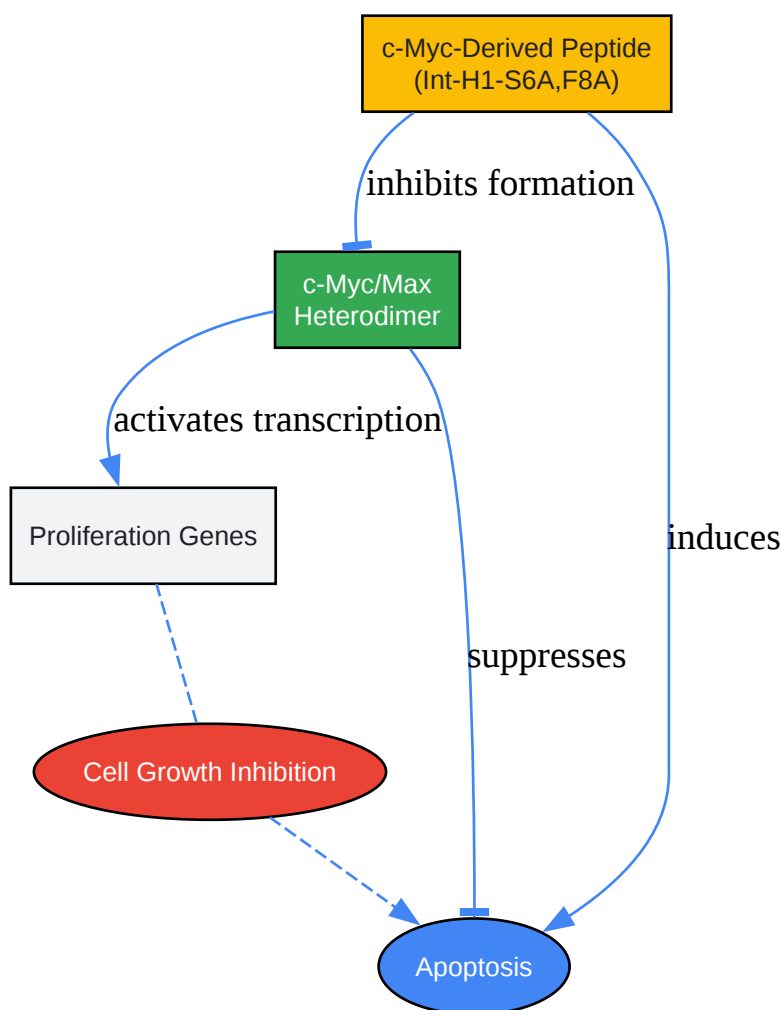 c-Myc-Derived Peptide
(Int-H1-S6A,F8A)
inhibits formation
c-Myc/Max
Heterodimer
activates transcription
Proliferation Genes
induces
suppresses
Cell Growth Inhibition
Apoptosis